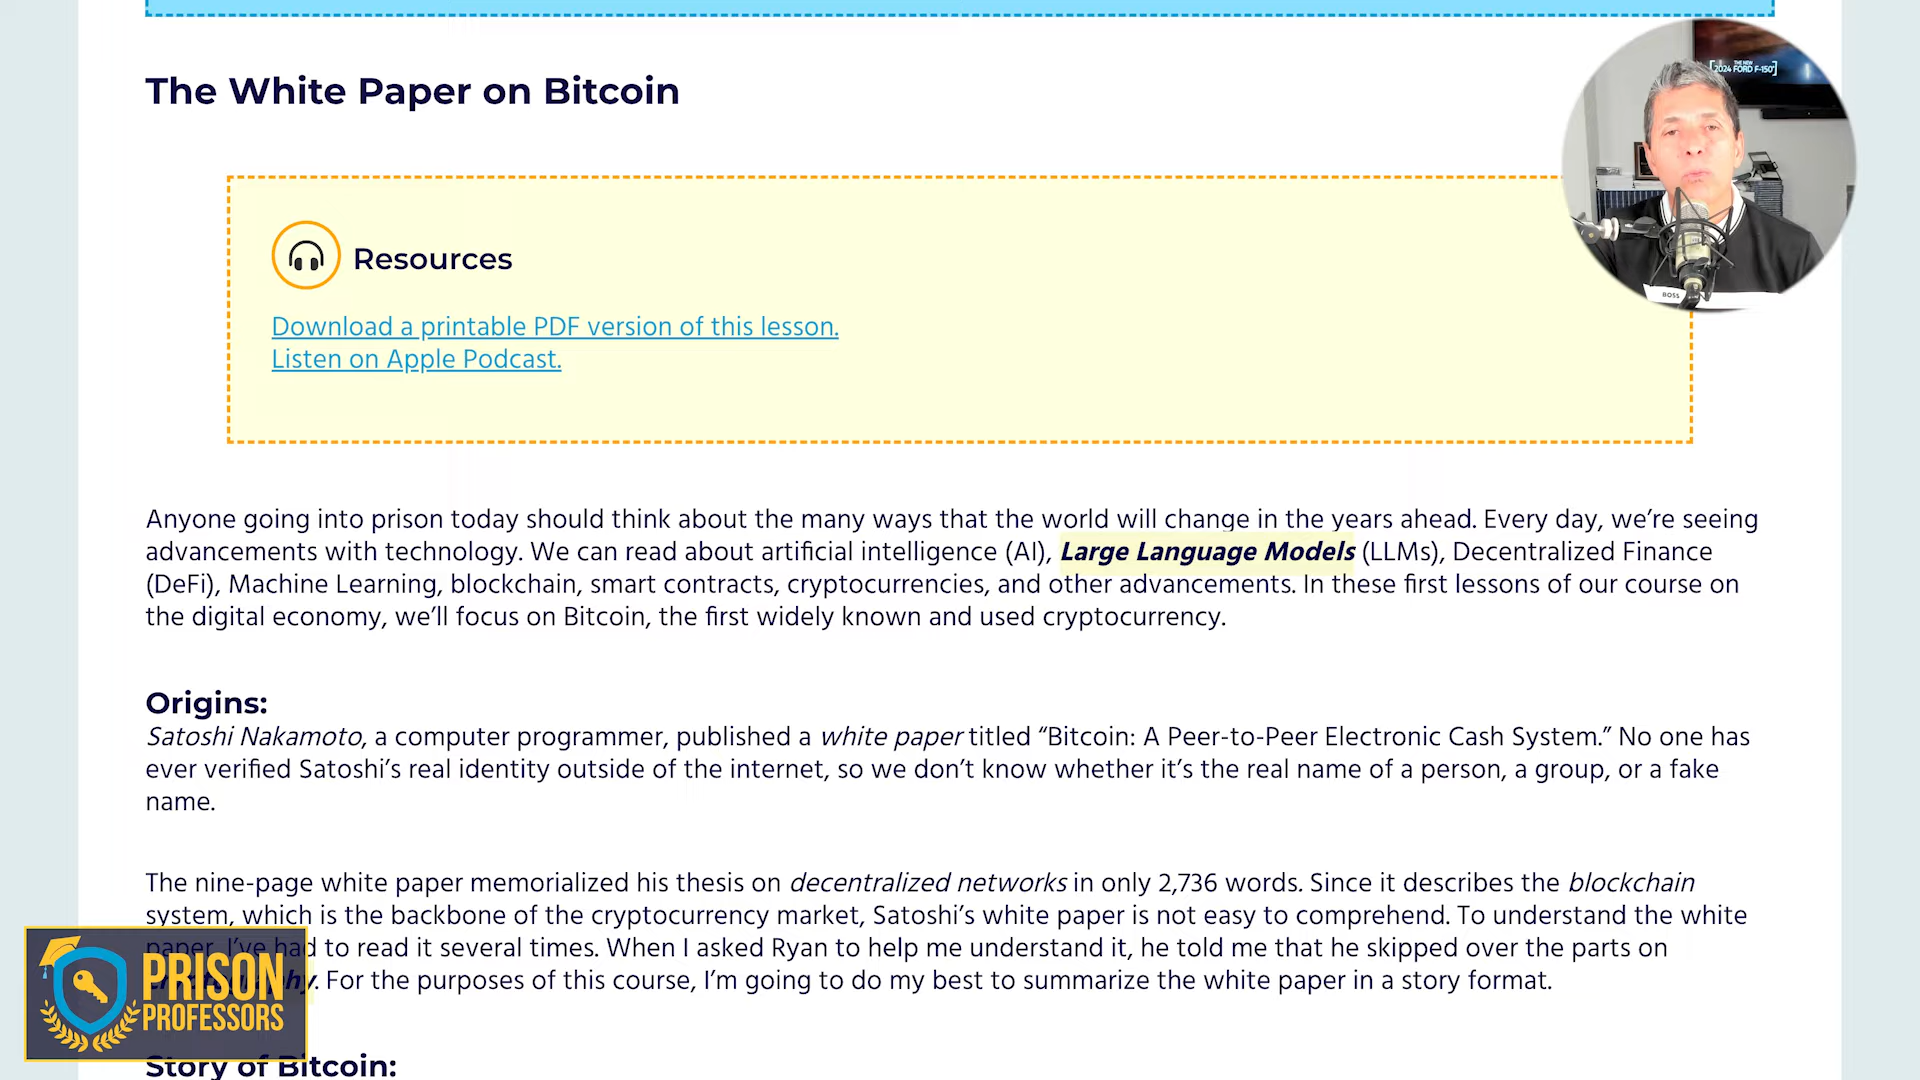 The White Paper on Bitcoin
[THE NEW 2024 FORD F-150]
Resources
Download a printable PDF version of this lesson.
Listen on Apple Podcast.
BOSS
Anyone going into prison today should think about the many ways that the world will change in the years ahead. Every day, we’re seeing
advancements with technology. We can read about artificial intelligence (AI), Large Language Models (LLMs), Decentralized Finance
(DeFi), Machine Learning, blockchain, smart contracts, cryptocurrencies, and other advancements. In these first lessons of our course on
the digital economy, we’ll focus on Bitcoin, the first widely known and used cryptocurrency.
Origins:
Satoshi Nakamoto, a computer programmer, published a white paper titled “Bitcoin: A Peer-to-Peer Electronic Cash System.” No one has
ever verified Satoshi’s real identity outside of the internet, so we don’t know whether it’s the real name of a person, a group, or a fake
name.
The nine-page white paper memorialized his thesis on decentralized networks in only 2,736 words. Since it describes the blockchain
system, which is the backbone of the cryptocurrency market, Satoshi’s white paper is not easy to comprehend. To understand the white
paper, I’ve had to read it several times. When I asked Ryan to help me understand it, he told me that he skipped over the parts on
. For the purposes of this course, I’m going to do my best to summarize the white paper in a story format.
PRISON
PROFESSORS
Story of Bitcoin: